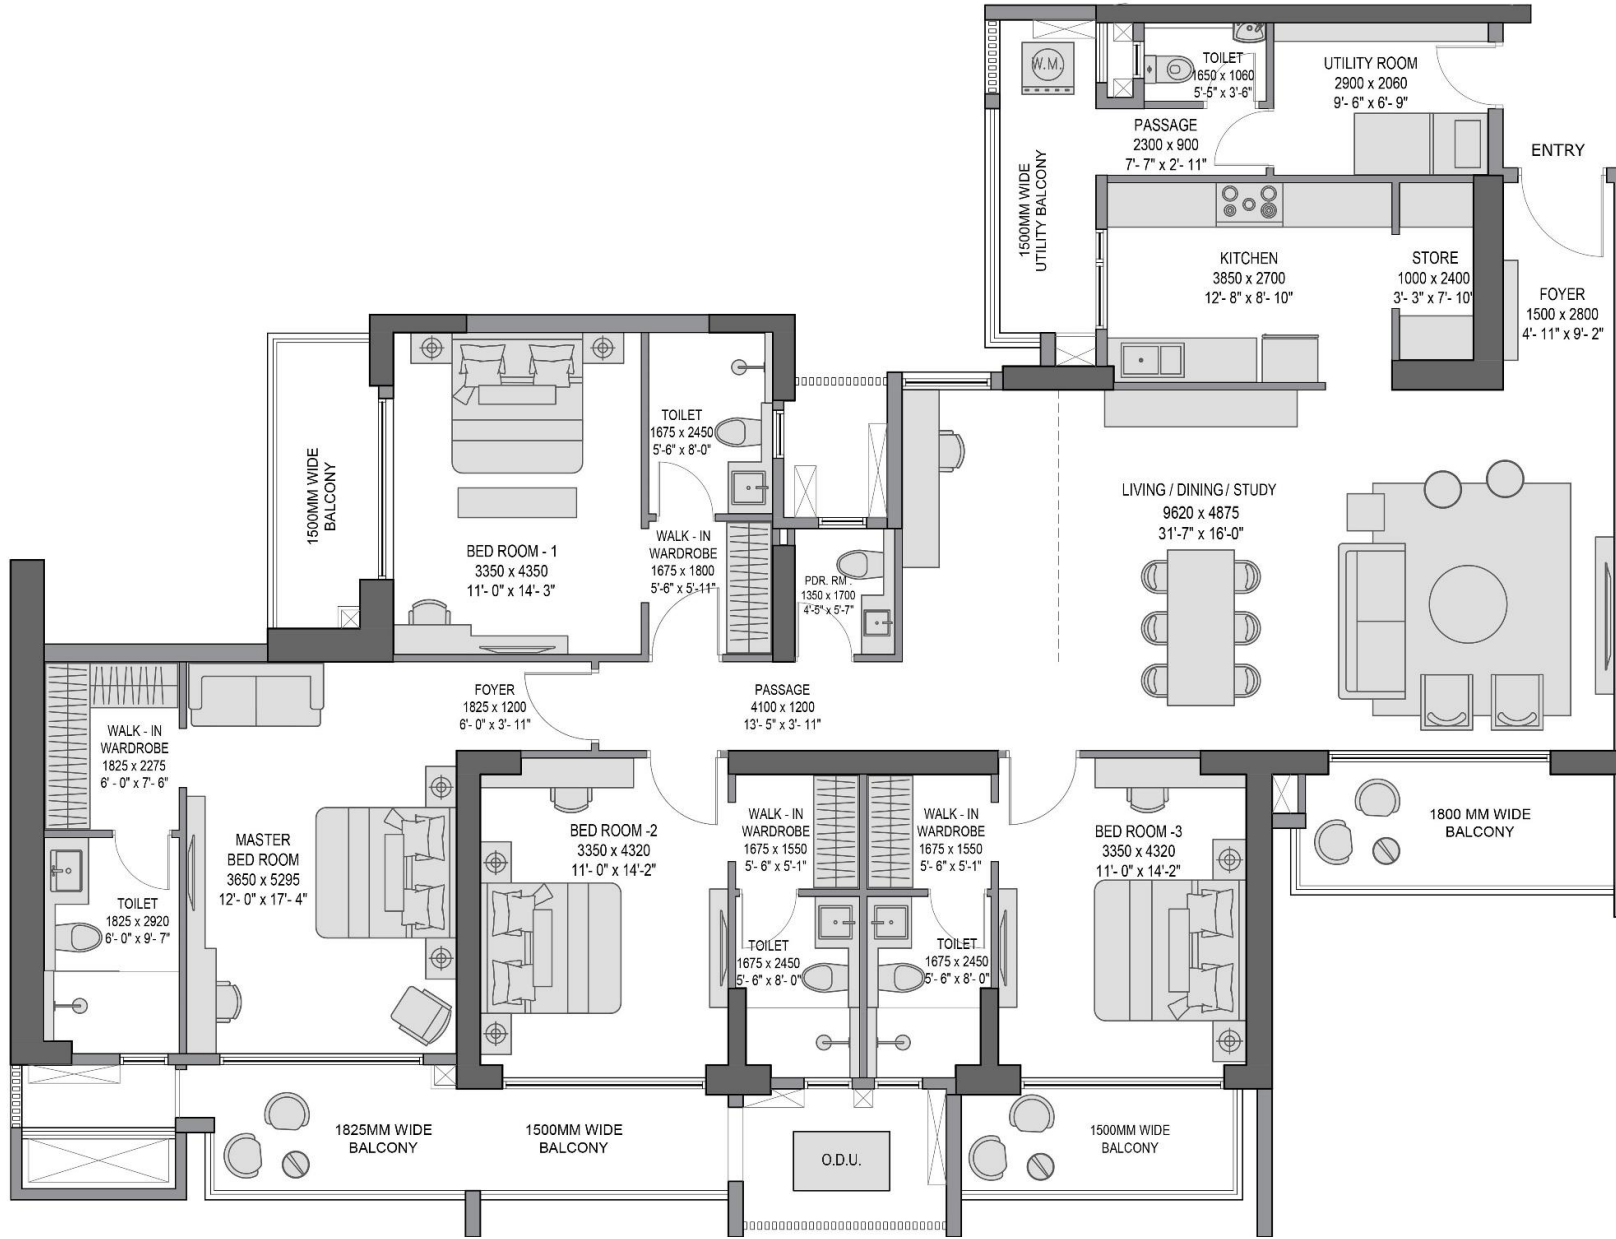 W.M.
TOILET
1650 x 1060
5'-5" x 3'-6"
UTILITY ROOM
2900 x 2060
9'- 6" x 6'- 9"
PASSAGE
2300 x 900
7'- 7" x 2'- 11"
ENTRY
1500MM WIDE
UTILITY BALCONY
KITCHEN
3850 x 2700
12'- 8" x 8'- 10"
STORE
1000 x 2400
3'- 3" x 7'- 10"
FOYER
1500 x 2800
4'- 11" x 9'- 2"
1500MM WIDE
BALCONY
TOILET
1675 x 2450
5'-6" x 8'-0"
BED ROOM - 1
3350 x 4350
11'- 0" x 14'- 3"
WALK - IN
WARDROBE
1675 x 1800
5'-6" x 5'-11"
PDR. RM .
1350 x 1700
4'-5" x 5'-7"
LIVING / DINING / STUDY
9620 x 4875
31'-7" x 16'-0"
FOYER
1825 x 1200
6'- 0" x 3'- 11"
PASSAGE
4100 x 1200
13'- 5" x 3'- 11"
WALK - IN
WARDROBE
1825 x 2275
6' - 0" x 7'- 6"
MASTER
BED ROOM
3650 x 5295
12'- 0" x 17'- 4"
TOILET
1825 x 2920
6'- 0" x 9'- 7"
BED ROOM -2
3350 x 4320
11'- 0" x 14'-2"
WALK - IN
WARDROBE
1675 x 1550
5'- 6" x 5'-1"
WALK - IN
WARDROBE
1675 x 1550
5'- 6" x 5'-1"
BED ROOM -3
3350 x 4320
11'- 0" x 14'-2"
1800 MM WIDE
BALCONY
TOILET
1675 x 2450
5'- 6" x 8'- 0"
TOILET
1675 x 2450
5'- 6" x 8'- 0"
1825MM WIDE
BALCONY
1500MM WIDE
BALCONY
O.D.U.
1500MM WIDE
BALCONY